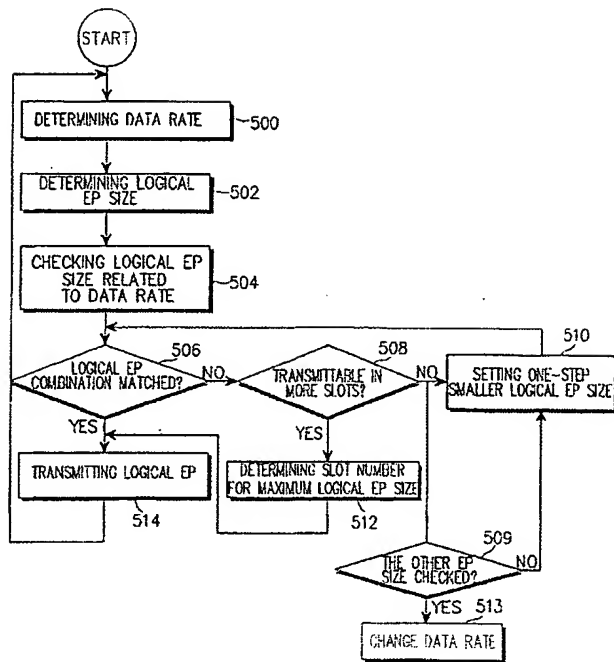 START
DETERMINING DATA RATE
500
DETERMINING LOGICAL
EP SIZE
502
CHECKING LOGICAL EP
SIZE RELATED
TO DATA RATE
504
LOGICAL EP
COMBINATION MATCHED?
506
NO
YES
TRANSMITTABLE IN
MORE SLOTS?
508
NO
YES
510
SETTING ONE-STEP
SMALLER LOGICAL EP SIZE
TRANSMITTING LOGICAL EP
514
DETERMINING SLOT NUMBER
FOR MAXIMUM LOGICAL EP SIZE
512
THE OTHER EP
SIZE CHECKED?
509
NO
YES
513
CHANGE DATA RATE